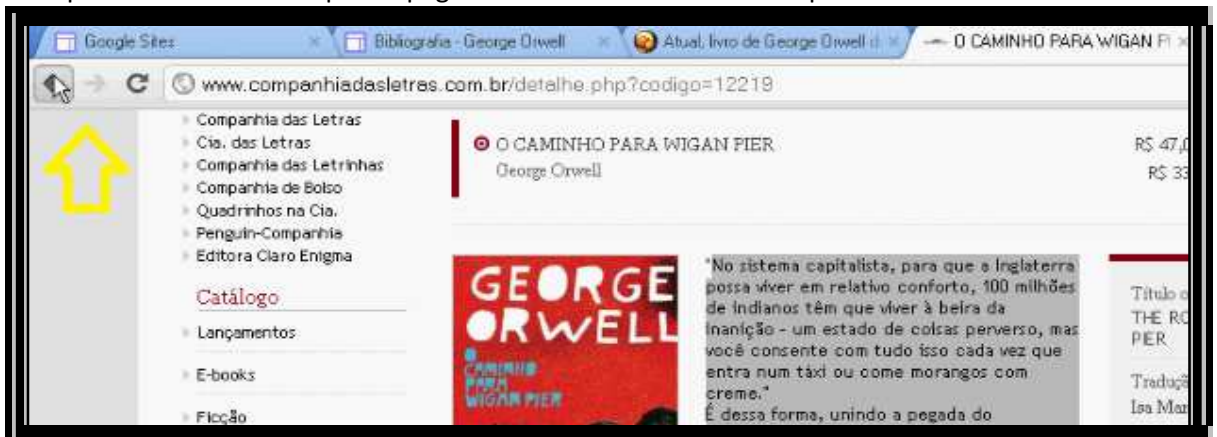 Google Sites
Bibliografia - George Orwell
Atual, livro de George Orwell d
O CAMINHO PARA WIGAN PI
www.companhiadasletras.com.br/detalhe.php?codigo=12219
Companhia das Letras
Cia. das Letras
Companhia das Letrinhas
Companhia de Bolso
Quadrinhos na Cia.
Penguin-Companhia
Editora Claro Enigma
Catálogo
Lançamentos
E-books
Ficção
O CAMINHO PARA WIGAN PIER
George Orwell
R$ 47,0
R$ 33
GEORGE
ORWELL
O
CAMINHO
PARA
WIGAN PIER
"No sistema capitalista, para que a Inglaterra
possa viver em relativo conforto, 100 milhões
de indianos têm que viver à beira da
inanição - um estado de coisas perverso, mas
você consente com tudo isso cada vez que
entra num táxi ou come morangos com
creme."
É dessa forma, unindo a pegada do
Título o
THE RO
PIER
Traduçã
Isa Mar